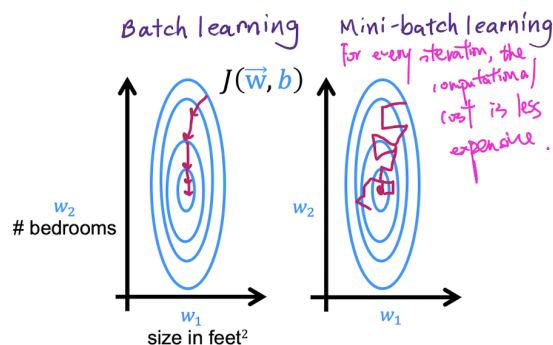 Batch learning
Mini-batch learning
For every iteration, the
computational
cost is less
expensive.
J(w⃗, b)
w₂
# bedrooms
w₁
size in feet²
w₂
w₁